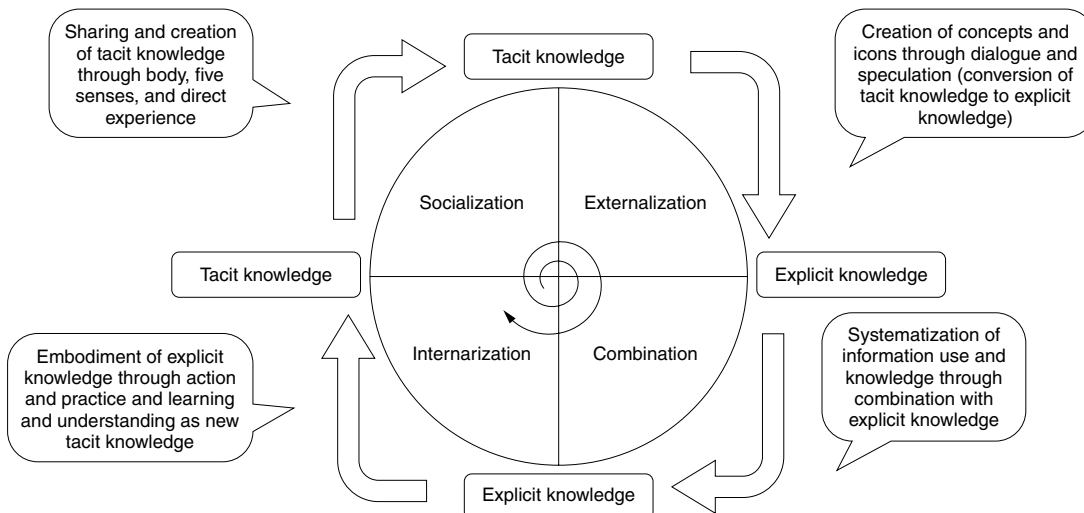 Sharing and creation
of tacit knowledge
through body, five
senses, and direct
experience
Tacit knowledge
Creation of concepts and
icons through dialogue and
speculation (conversion of
tacit knowledge to explicit
knowledge)
Socialization
Externalization
Tacit knowledge
Explicit knowledge
Internarization
Combination
Embodiment of explicit
knowledge through action
and practice and learning
and understanding as new
tacit knowledge
Systematization of
information use and
knowledge through
combination with
explicit knowledge
Explicit knowledge